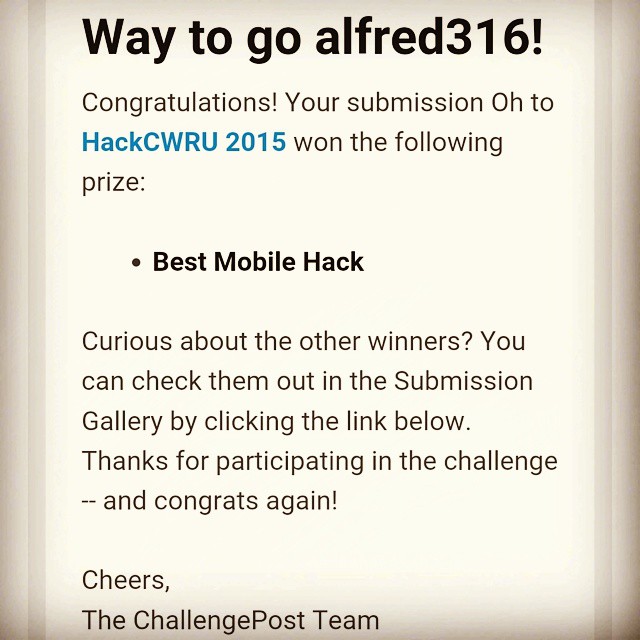 Way to go alfred316!
Congratulations! Your submission Oh to
HackCWRU 2015 won the following
prize:
• Best Mobile Hack
Curious about the other winners? You
can check them out in the Submission
Gallery by clicking the link below.
Thanks for participating in the challenge
-- and congrats again!
Cheers,
The ChallengePost Team